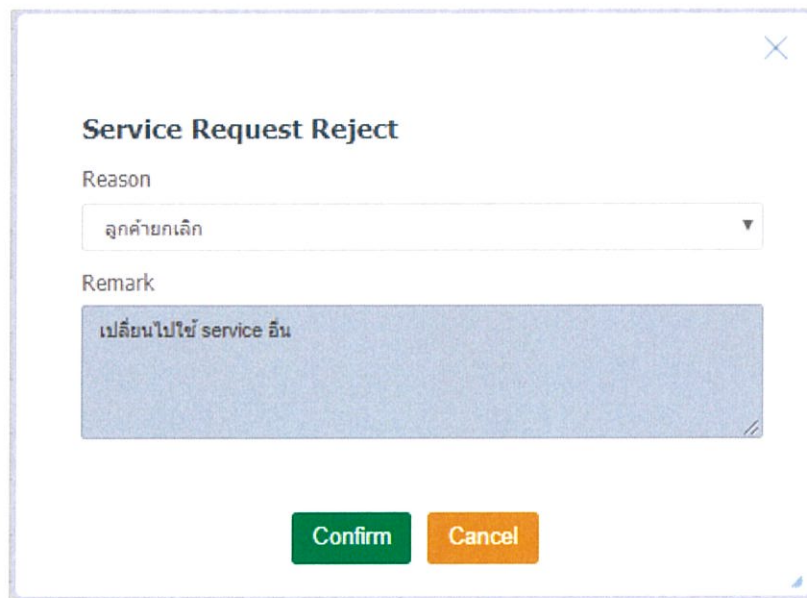 Service Request Reject
Reason
ลูกค้ายกเลิก
Remark
เปลี่ยนไปใช้ service อื่น
Confirm
Cancel